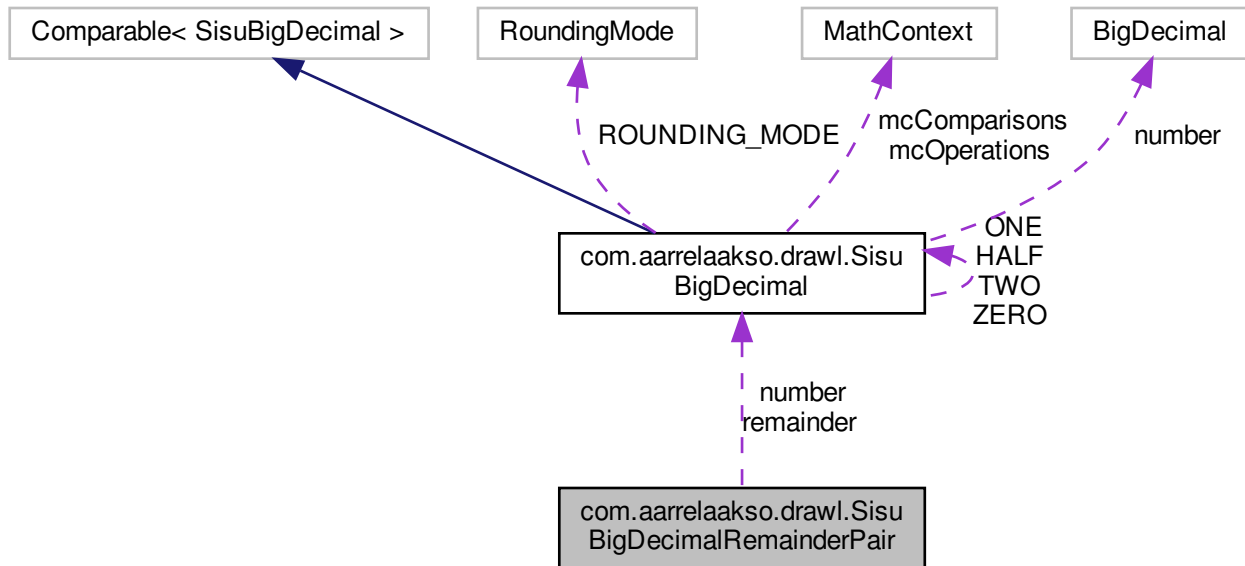 Comparable< SisuBigDecimal >
RoundingMode
MathContext
BigDecimal
ROUNDING_MODE
mcComparisons
mcOperations
number
ONE
HALF
TWO
ZERO
com.aarrelaakso.drawl.Sisu
BigDecimal
number
remainder
com.aarrelaakso.drawl.Sisu
BigDecimalRemainderPair